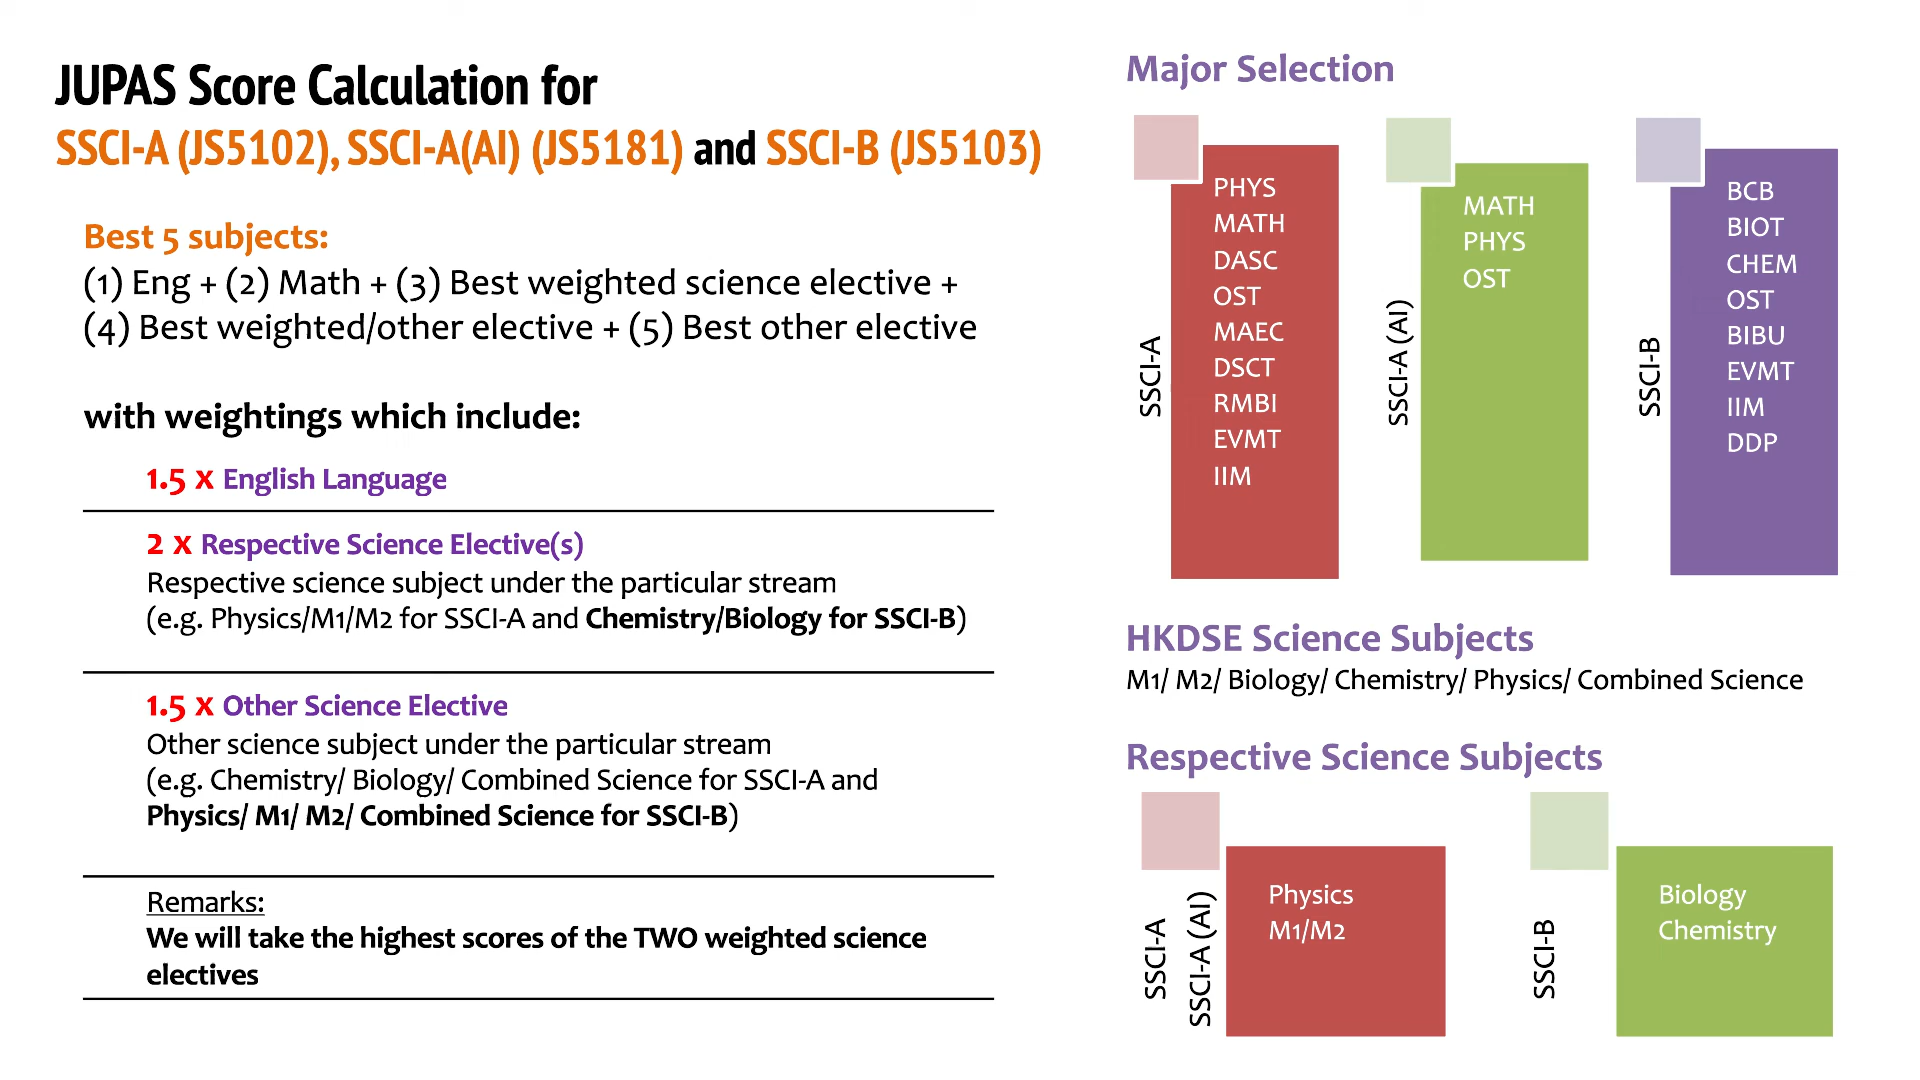 JUPAS Score Calculation for
SSCI-A (JS5102), SSCI-A(AI) (JS5181) and SSCI-B (JS5103)
Best 5 subjects:
(1) Eng + (2) Math + (3) Best weighted science elective +
(4) Best weighted/other elective + (5) Best other elective
with weightings which include:
1.5 x English Language
2 x Respective Science Elective(s)
Respective science subject under the particular stream
(e.g. Physics/M1/M2 for SSCI-A and Chemistry/Biology for SSCI-B)
1.5 x Other Science Elective
Other science subject under the particular stream
(e.g. Chemistry/ Biology/ Combined Science for SSCI-A and
Physics/ M1/ M2/ Combined Science for SSCI-B)
Remarks:
We will take the highest scores of the TWO weighted science
electives
Major Selection
SSCI-A
PHYS
MATH
DASC
OST
MAEC
DSCT
RMBI
EVMT
IIM
SSCI-A (AI)
MATH
PHYS
OST
SSCI-B
BCB
BIOT
CHEM
OST
BIBU
EVMT
IIM
DDP
HKDSE Science Subjects
M1/ M2/ Biology/ Chemistry/ Physics/ Combined Science
Respective Science Subjects
SSCI-A
SSCI-A (AI)
Physics
M1/M2
SSCI-B
Biology
Chemistry